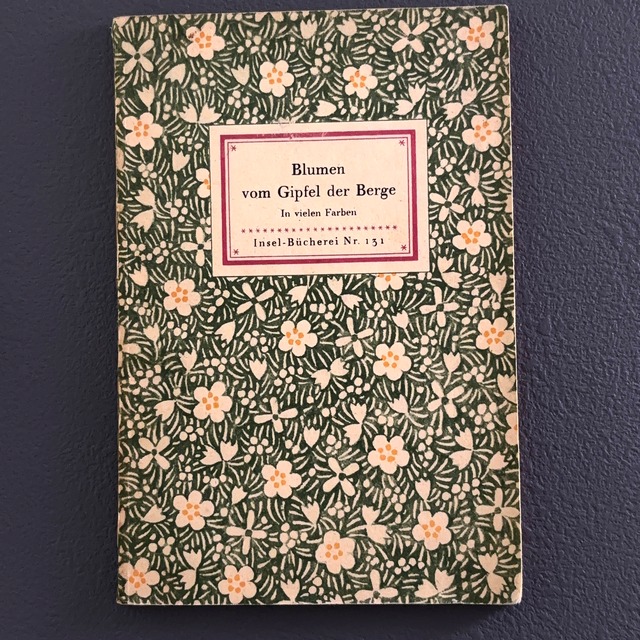 Blumen
vom Gipfel der Berge
In vielen Farben
Insel-Bücherei Nr. 131